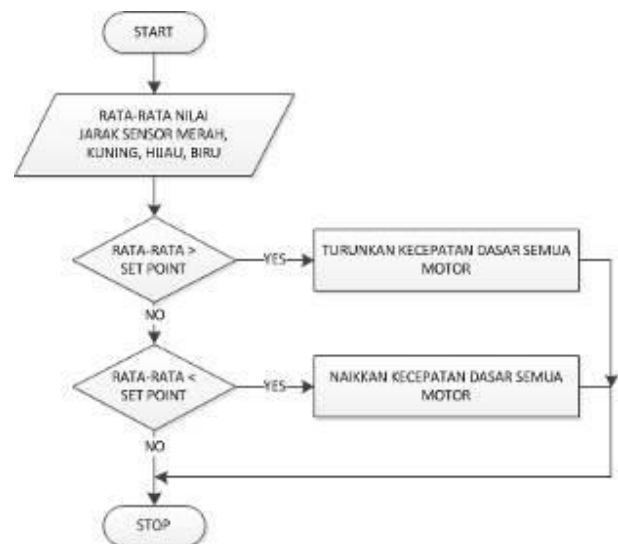 START
RATA-RATA NILAI
JARAK SENSOR MERAH,
KUNING, HIJAU, BIRU
RATA-RATA >
SET POINT
YES
TURUNKAN KECEPATAN DASAR SEMUA
MOTOR
NO
RATA-RATA <
SET POINT
YES
NAIKKAN KECEPATAN DASAR SEMUA
MOTOR
NO
STOP